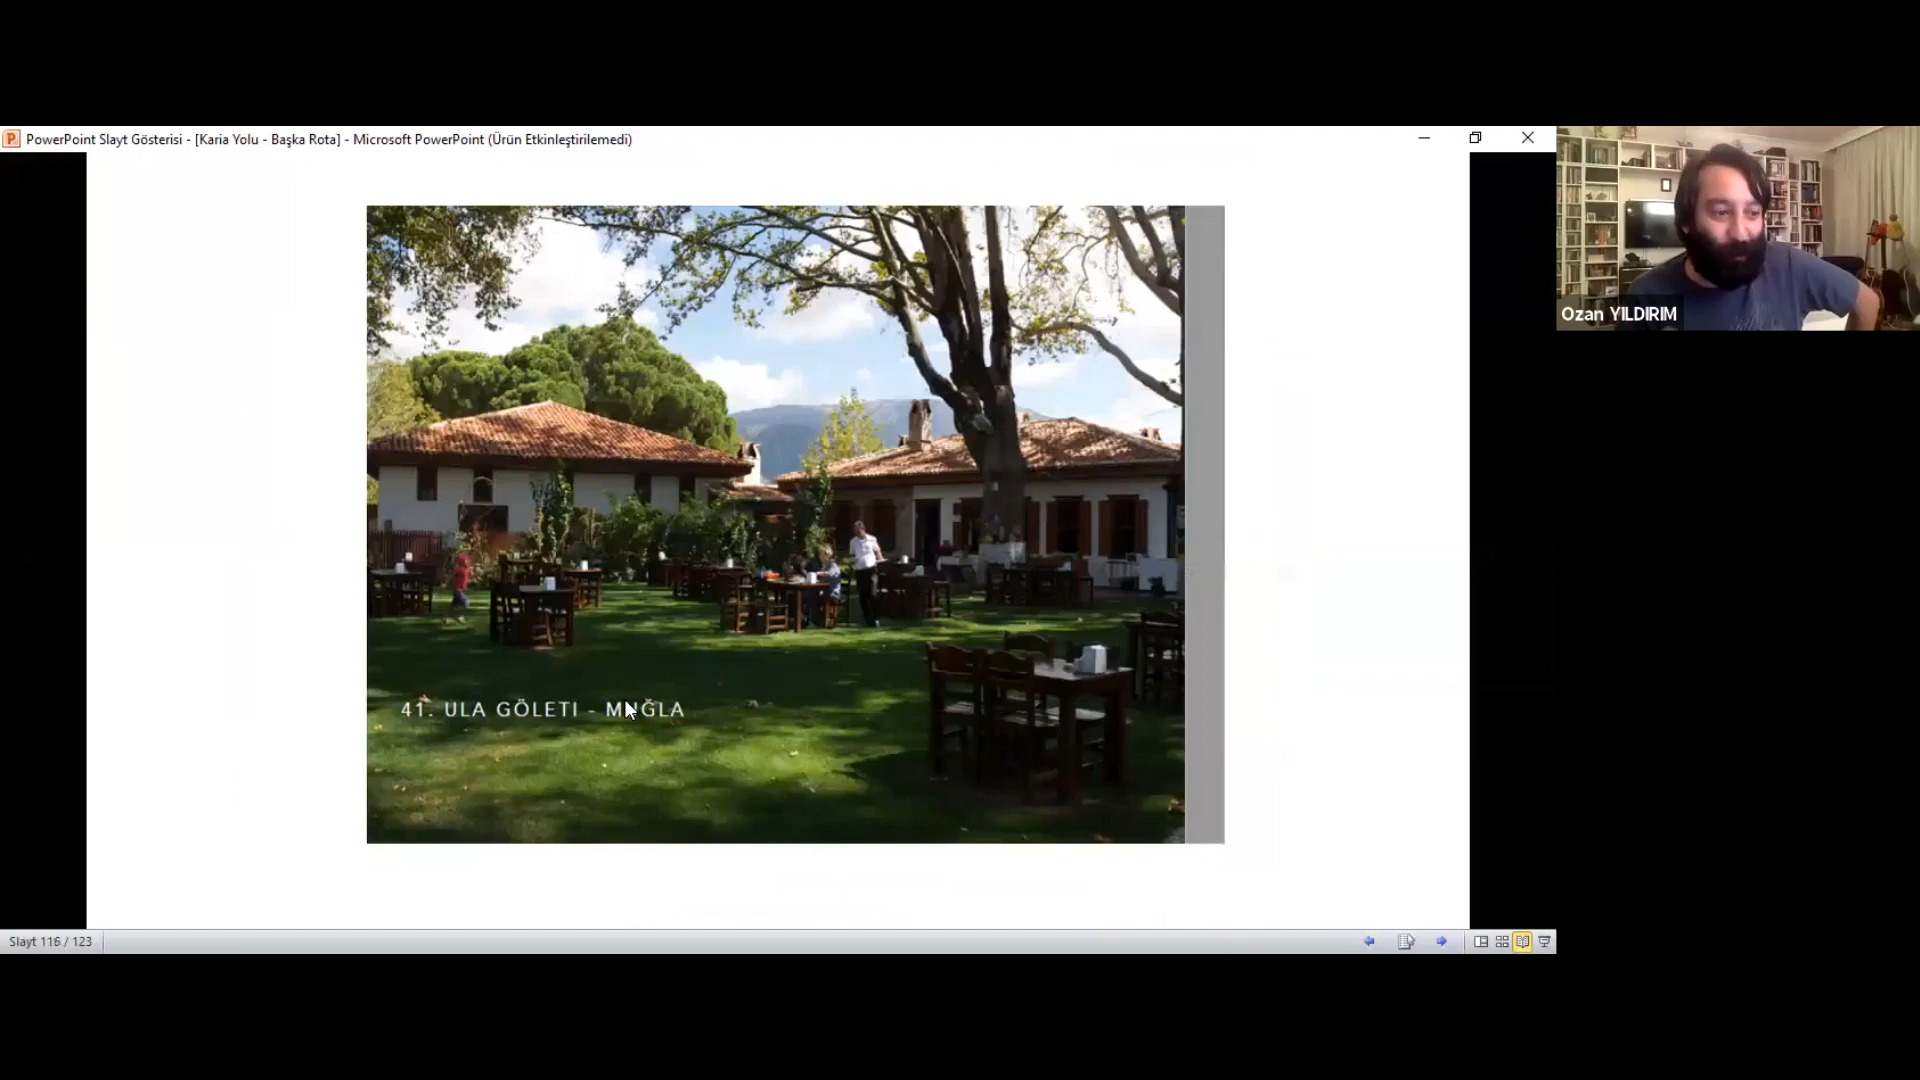 PowerPoint Slayt Gösterisi - [Karia Yolu - Başka Rota] - Microsoft PowerPoint (Ürün Etkinleştirilemedi)
Ozan YILDIRIM
41. ULA GÖLETI - MUĞLA
Slayt 116 / 123